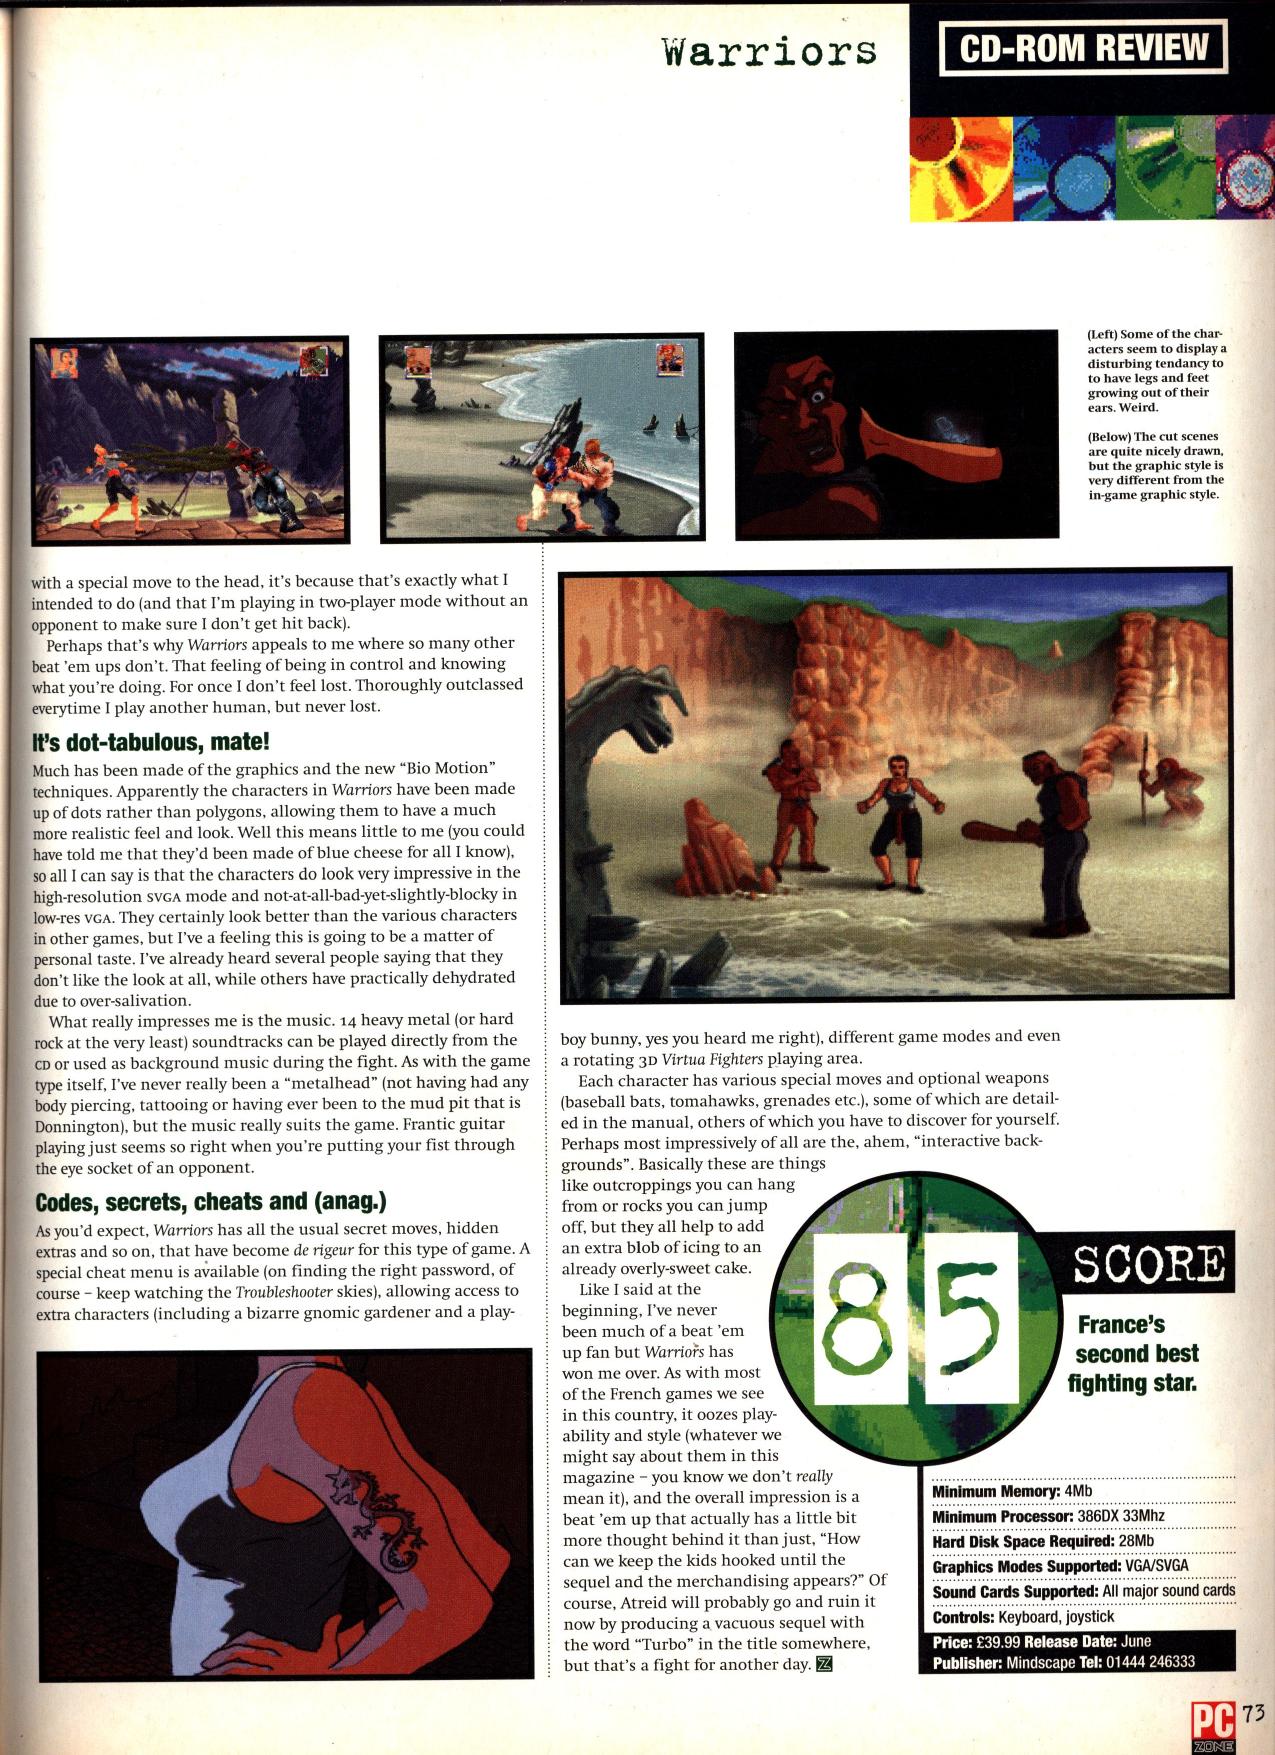 Warriors
CD-ROM REVIEW
(Left) Some of the char-
acters seem to display a
disturbing tendancy to
to have legs and feet
growing out of their
ears. Weird.
(Below) The cut scenes
are quite nicely drawn,
but the graphic style is
very different from the
in-game graphic style.
with a special move to the head, it's because that's exactly what I
intended to do (and that I'm playing in two-player mode without an
opponent to make sure I don't get hit back).
Perhaps that's why Warriors appeals to me where so many other
beat 'em ups don't. That feeling of being in control and knowing
what you're doing. For once I don't feel lost. Thoroughly outclassed
everytime I play another human, but never lost.
It's dot-tabulous, mate!
Much has been made of the graphics and the new “Bio Motion”
techniques. Apparently the characters in Warriors have been made
up of dots rather than polygons, allowing them to have a much
more realistic feel and look. Well this means little to me (you could
have told me that they'd been made of blue cheese for all I know),
so all I can say is that the characters do look very impressive in the
high-resolution SVGA mode and not-at-all-bad-yet-slightly-blocky in
low-res VGA. They certainly look better than the various characters
in other games, but I've a feeling this is going to be a matter of
personal taste. I've already heard several people saying that they
don't like the look at all, while others have practically dehydrated
due to over-salivation.
What really impresses me is the music. 14 heavy metal (or hard
rock at the very least) soundtracks can be played directly from the
CD or used as background music during the fight. As with the game
type itself, I've never really been a “metalhead” (not having had any
body piercing, tattooing or having ever been to the mud pit that is
Donnington), but the music really suits the game. Frantic guitar
playing just seems so right when you're putting your fist through
the eye socket of an opponent.
Codes, secrets, cheats and (anag.)
As you'd expect, Warriors has all the usual secret moves, hidden
extras and so on, that have become de rigeur for this type of game. A
special cheat menu is available (on finding the right password, of
course – keep watching the Troubleshooter skies), allowing access to
extra characters (including a bizarre gnomic gardener and a play-
boy bunny, yes you heard me right), different game modes and even
a rotating 3D Virtua Fighters playing area.
Each character has various special moves and optional weapons
(baseball bats, tomahawks, grenades etc.), some of which are detail-
ed in the manual, others of which you have to discover for yourself.
Perhaps most impressively of all are the, ahem, “interactive back-
grounds”. Basically these are things
like outcroppings you can hang
from or rocks you can jump
off, but they all help to add
an extra blob of icing to an
already overly-sweet cake.
Like I said at the
beginning, I've never
been much of a beat 'em
up fan but Warriors has
won me over. As with most
of the French games we see
in this country, it oozes play-
ability and style (whatever we
might say about them in this
magazine – you know we don't really
mean it), and the overall impression is a
beat 'em up that actually has a little bit
more thought behind it than just, “How
can we keep the kids hooked until the
sequel and the merchandising appears?” Of
course, Atreid will probably go and ruin it
now by producing a vacuous sequel with
the word “Turbo” in the title somewhere,
but that's a fight for another day. Z
85
SCORE
France's
second best
fighting star.
Minimum Memory: 4Mb
Minimum Processor: 386DX 33Mhz
Hard Disk Space Required: 28Mb
Graphics Modes Supported: VGA/SVGA
Sound Cards Supported: All major sound cards
Controls: Keyboard, joystick
Price: £39.99 Release Date: June
Publisher: Mindscape Tel: 01444 246333
PC
ZONE
73